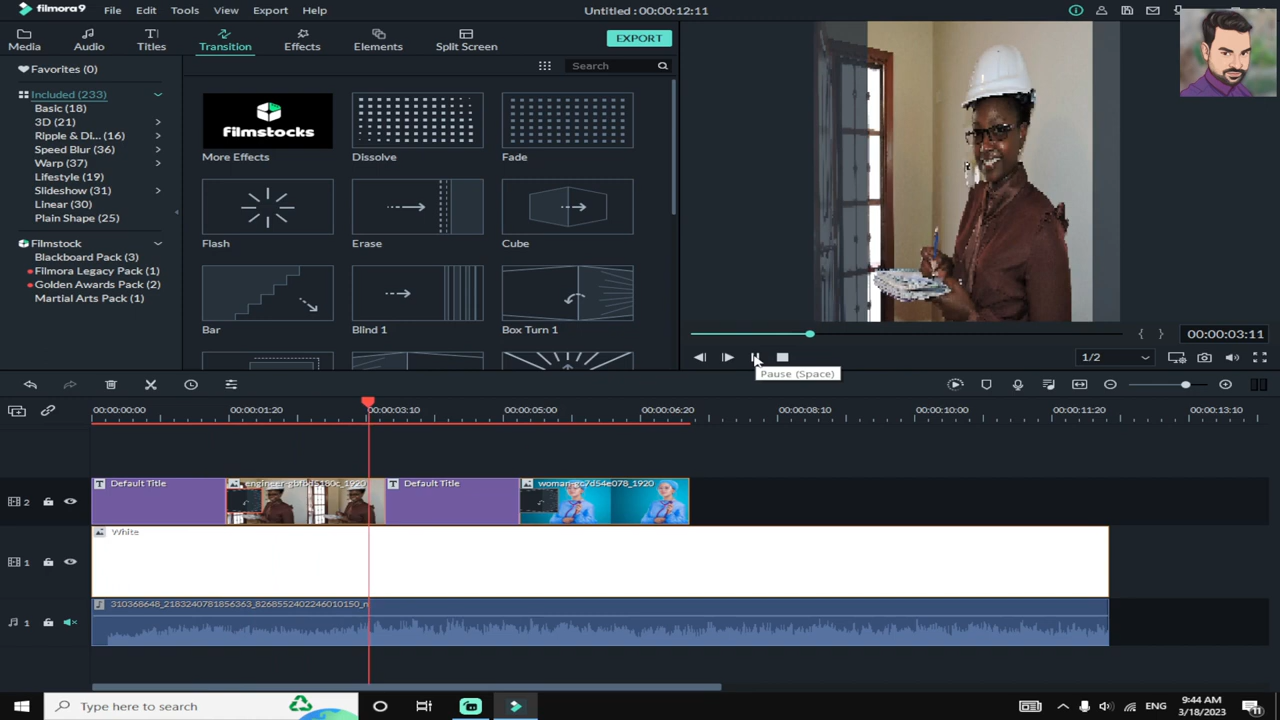 filmora9
File Edit Tools View Export Help
Untitled : 00:00:12:11
Media Audio Titles Transition Effects Elements Split Screen
EXPORT
Favorites (0)
Search
Included (233)
Basic (18)
3D (21)
Ripple & Di... (16)
Speed Blur (36)
Warp (37)
Lifestyle (19)
Slideshow (31)
Linear (30)
Plain Shape (25)
Filmstock
Blackboard Pack (3)
Filmora Legacy Pack (1)
Golden Awards Pack (2)
Martial Arts Pack (1)
filmstocks
More Effects Dissolve Fade
Flash Erase Cube
Bar Blind 1 Box Turn 1
{ } 00:00:03:11
1/2
Pause (Space)
00:00:00:00 00:00:01:20 00:00:03:10 00:00:05:00 00:00:06:20 00:00:08:10 00:00:10:00 00:00:11:20 00:00:13:10
2 Default Title Default Title
1 White
1
Type here to search
ENG
9:44 AM
3/18/2023
11